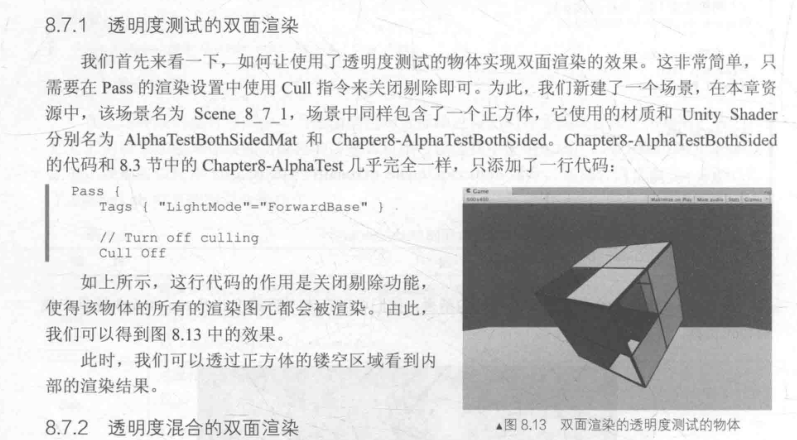 8.7.1 透明度测试的双面渲染
我们首先来看一下，如何让使用了透明度测试的物体实现双面渲染的效果。这非常简单，只
需要在 Pass 的渲染设置中使用 Cull 指令来关闭剔除即可。为此，我们新建了一个场景，在本章资
源中，该场景名为 Scene_8_7_1，场景中同样包含了一个正方体，它使用的材质和 Unity Shader
分别名为 AlphaTestBothSidedMat 和 Chapter8-AlphaTestBothSided。Chapter8-AlphaTestBothSided
的代码和 8.3 节中的 Chapter8-AlphaTest 几乎完全一样，只添加了一行代码：
Pass {
Tags { "LightMode"="ForwardBase" }
// Turn off culling
Cull Off
如上所示，这行代码的作用是关闭剔除功能，
使得该物体的所有的渲染图元都会被渲染。由此，
我们可以得到图 8.13 中的效果。
此时，我们可以透过正方体的镂空区域看到内
部的渲染结果。
Game
Maximize on Play Mute audio Stats Gizmos
▲图 8.13 双面渲染的透明度测试的物体
8.7.2 透明度混合的双面渲染